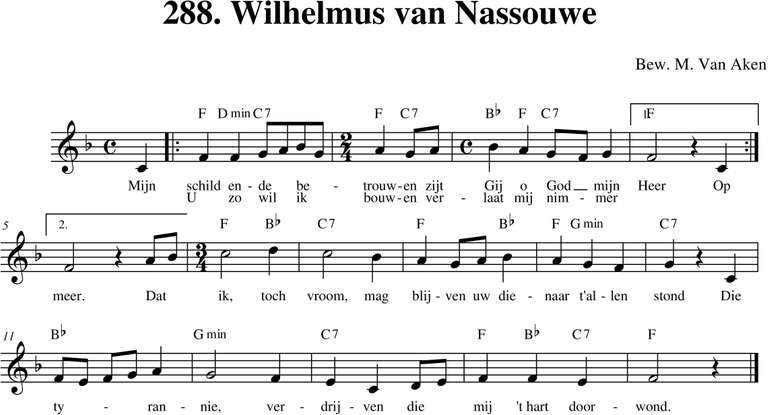 288. Wilhelmus van Nassouwe
Bew. M. Van Aken
F D min C7 F C7 B♭ F C7 1. F
Mijn schild en-de be - trouw-en zijt Gij o God mijn Heer Op
U zo wil ik bouw-en ver - laat mij nim - mer
5 2. F B♭ C7 F B♭ F G min C7
meer. Dat ik, toch vroom, mag blij-ven uw die-naar t'al-len stond Die
11 B♭ G min C7 F B♭ C7 F
ty - ran-nie, ver-drij-ven die mij 't hart door-wond.